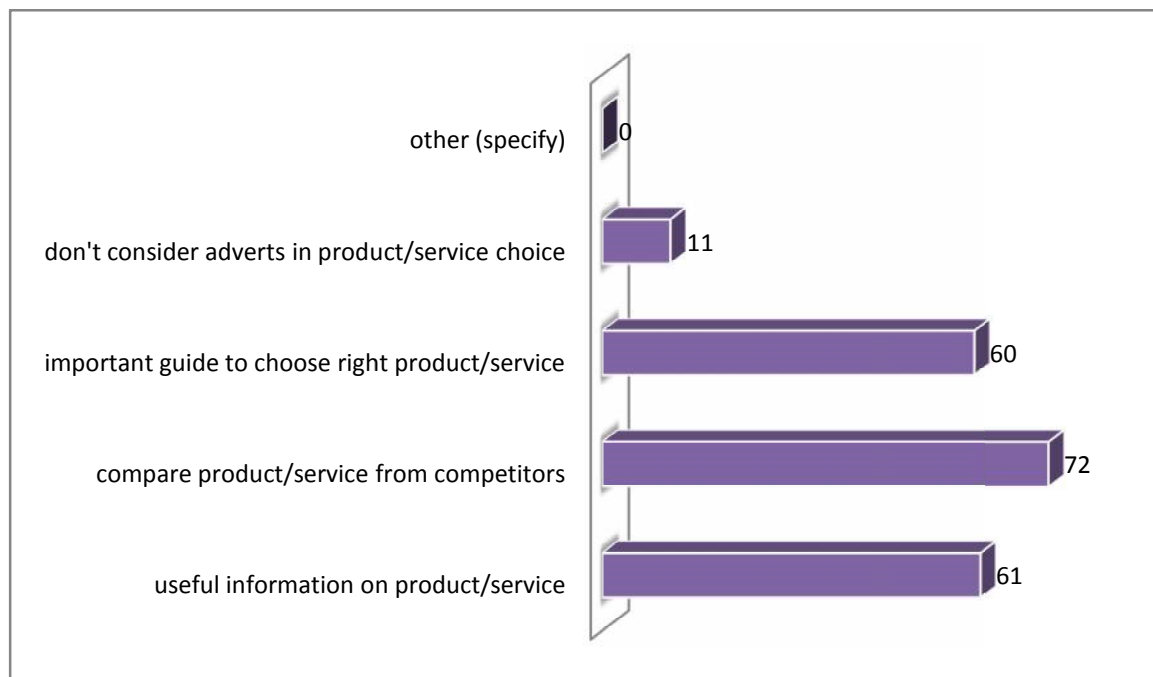 other (specify)
0
don't consider adverts in product/service choice
11
important guide to choose right product/service
60
compare product/service from competitors
72
useful information on product/service
61